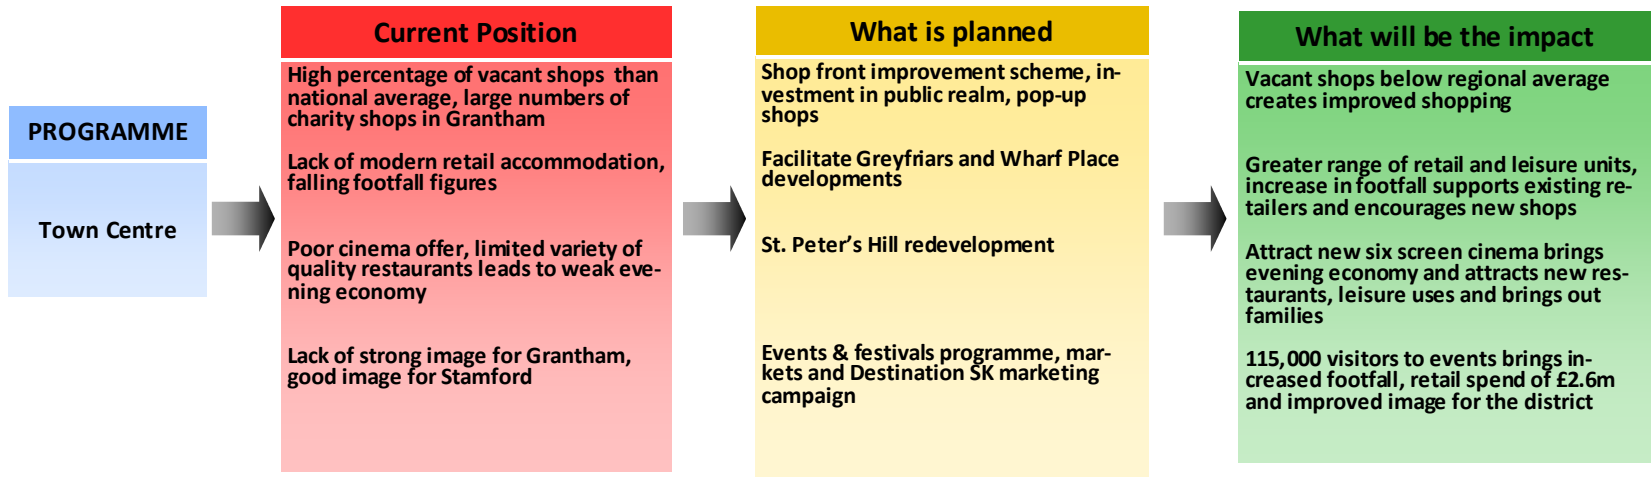 PROGRAMME
Town Centre
Current Position
High percentage of vacant shops than
national average, large numbers of
charity shops in Grantham
Lack of modern retail accommodation,
falling footfall figures
Poor cinema offer, limited variety of
quality restaurants leads to weak eve-
ning economy
Lack of strong image for Grantham,
good image for Stamford
What is planned
Shop front improvement scheme, in-
vestment in public realm, pop-up
shops
Facilitate Greyfriars and Wharf Place
developments
St. Peter’s Hill redevelopment
Events & festivals programme, mar-
kets and Destination SK marketing
campaign
What will be the impact
Vacant shops below regional average
creates improved shopping
Greater range of retail and leisure units,
increase in footfall supports existing re-
tailers and encourages new shops
Attract new six screen cinema brings
evening economy and attracts new res-
taurants, leisure uses and brings out
families
115,000 visitors to events brings in-
creased footfall, retail spend of £2.6m
and improved image for the district